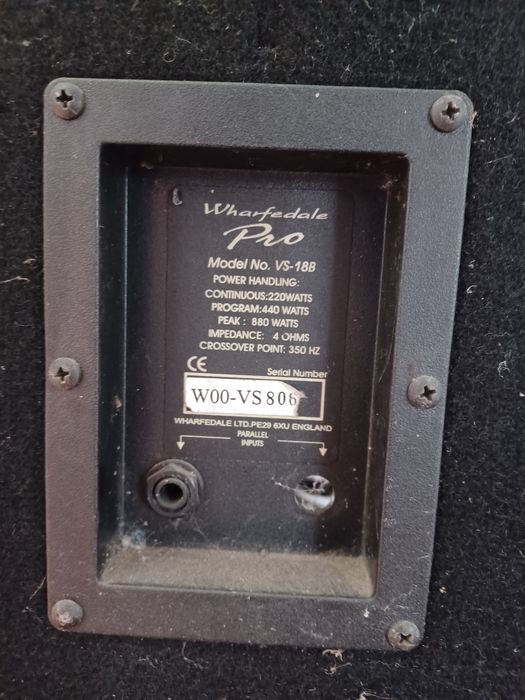 Wharfedale
Pro
Model No. VS-18B
POWER HANDLING:
CONTINUOUS:220WATTS
PROGRAM:440 WATTS
PEAK : 880 WATTS
IMPEDANCE: 4 OHMS
CROSSOVER POINT: 350 HZ
CE Serial Number
W00-VS806
WHARFEDALE LTD.PE29 6XU ENGLAND
PARALLEL
INPUTS